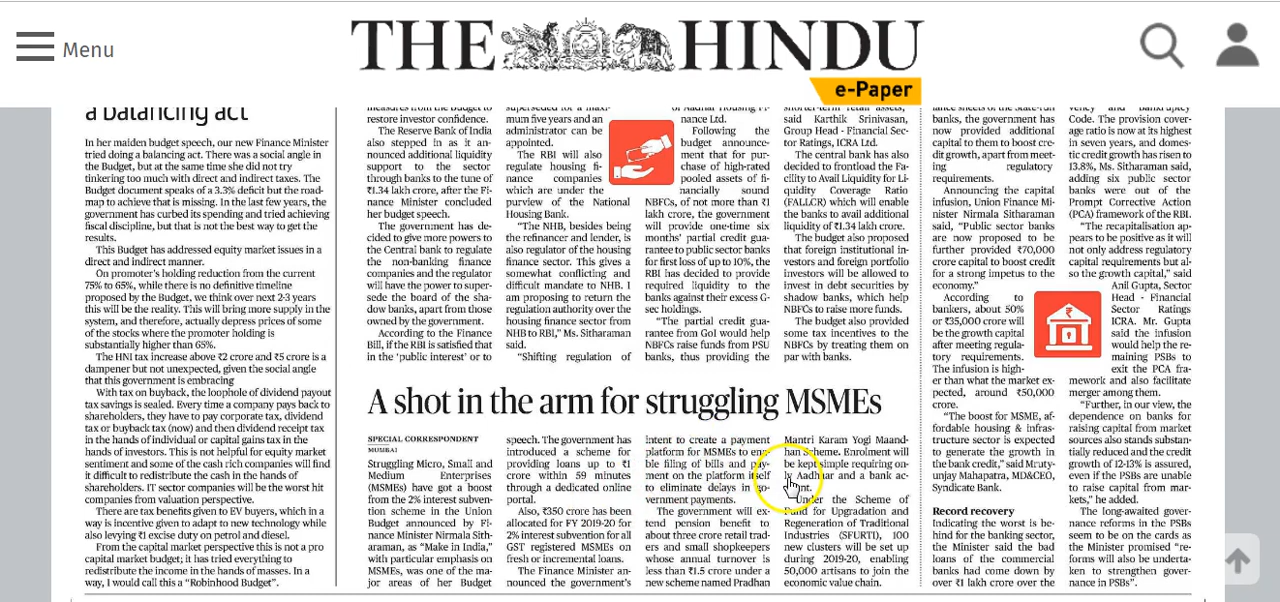 Menu
THE HINDU
e-Paper
a balancing act
In her maiden budget speech, our new Finance Minister
tried doing a balancing act. There was a social angle in
the Budget, but at the same time she did not try
tinkering too much with direct and indirect taxes. The
Budget document speaks of a 3.3% deficit but the road-
map to achieve that is missing. In the last few years, the
government has curbed its spending and tried achieving
fiscal discipline, but that is not the best way to get the
results.
This Budget has addressed equity market issues in a
direct and indirect manner.
On promoter's holding reduction from the current
75% to 65%, while there is no definitive timeline
proposed by the Budget, we think over next 2-3 years
this will be the reality. This will bring more supply in the
system, and therefore, actually depress prices of some
of the stocks where the promoter holding is
substantially higher than 65%.
The HNI tax increase above ₹2 crore and ₹5 crore is a
dampener but not unexpected, given the social angle
that this government is embracing
With tax on buyback, the loophole of dividend payout
tax savings is sealed. Every time a company pays back to
shareholders, they have to pay corporate tax, dividend
tax or buyback tax (now) and then dividend receipt tax
in the hands of individual or capital gains tax in the
hands of investors. This is not helpful for equity market
sentiment and some of the cash rich companies will find
it difficult to redistribute the cash in the hands of
shareholders. IT sector companies will be the worst hit
companies from valuation perspective.
There are tax benefits given to EV buyers, which in a
way is incentive given to adapt to new technology while
also levying ₹1 excise duty on petrol and diesel.
From the capital market perspective this is not a pro
capital market budget; it has tried everything to
redistribute the income in the hands of masses. In a
way, I would call this a “Robinhood Budget”.
measures from the Budget to
restore investor confidence.
The Reserve Bank of India
also stepped in as it an-
nounced additional liquidity
support to the sector
through banks to the tune of
₹1.34 lakh crore, after the Fi-
nance Minister concluded
her budget speech.
The government has de-
cided to give more powers to
the Central bank to regulate
the non-banking finance
companies and the regulator
will have the power to super-
sede the board of the sha-
dow banks, apart from those
owned by the government.
According to the Finance
Bill, if the RBI is satisfied that
in the ‘public interest’ or to
superseded for a maxi-
mum five years and an
administrator can be
appointed.
The RBI will also
regulate housing fi-
nance companies
which are under the
purview of the National
Housing Bank.
“The NHB, besides being
the refinancer and lender, is
also regulator of the housing
finance sector. This gives a
somewhat conflicting and
difficult mandate to NHB. I
am proposing to return the
regulation authority over the
housing finance sector from
NHB to RBI,” Ms. Sitharaman
said.
“Shifting regulation of
of Aadhar Housing Fi-
nance Ltd.
Following the
budget announce-
ment that for pur-
chase of high-rated
pooled assets of fi-
nancially sound
NBFCs, of not more than ₹1
lakh crore, the government
will provide one-time six
months' partial credit gua-
rantee to public sector banks
for first loss of up to 10%, the
RBI has decided to provide
required liquidity to the
banks against their excess G-
sec holdings.
“The partial credit gua-
rantee from GoI would help
NBFCs raise funds from PSU
banks, thus providing the
shorter-term retail assets,”
said Karthik Srinivasan,
Group Head - Financial Sec-
tor Ratings, ICRA Ltd.
The central bank has also
decided to frontload the Fa-
cility to Avail Liquidity for Li-
quidity Coverage Ratio
(FALLCR) which will enable
the banks to avail additional
liquidity of ₹1.34 lakh crore.
The budget also proposed
that foreign institutional in-
vestors and foreign portfolio
investors will be allowed to
invest in debt securities by
shadow banks, which help
NBFCs to raise more funds.
The budget also provided
some tax incentives to the
NBFCs by treating them on
par with banks.
A shot in the arm for struggling MSMEs
SPECIAL CORRESPONDENT
MUMBAI
Struggling Micro, Small and
Medium Enterprises
(MSMEs) have got a boost
from the 2% interest subven-
tion scheme in the Union
Budget announced by Fi-
nance Minister Nirmala Sith-
araman, as “Make in India,”
with particular emphasis on
MSMEs, was one of the ma-
jor areas of her Budget
speech. The government has
introduced a scheme for
providing loans up to ₹1
crore within 59 minutes
through a dedicated online
portal.
Also, ₹350 crore has been
allocated for FY 2019-20 for
2% interest subvention for all
GST registered MSMEs on
fresh or incremental loans.
The Finance Minister an-
nounced the government's
intent to create a payment
platform for MSMEs to ena-
ble filing of bills and pay-
ment on the platform itself
to eliminate delays in go-
vernment payments.
The government will ex-
tend pension benefit to
about three crore retail trad-
ers and small shopkeepers
whose annual turnover is
less than ₹1.5 crore under a
new scheme named Pradhan
Mantri Karam Yogi Maand-
han Scheme. Enrolment will
be kept simple requiring on-
ly Aadhar and a bank ac-
count.
Under the Scheme of
Fund for Upgradation and
Regeneration of Traditional
Industries (SFURTI), 100
new clusters will be set up
during 2019-20, enabling
50,000 artisans to join the
economic value chain.
lance sheets of the state-run
banks, the government has
now provided additional
capital to them to boost cre-
dit growth, apart from meet-
ing regulatory
requirements.
Announcing the capital
infusion, Union Finance Mi-
nister Nirmala Sitharaman
said, “Public sector banks
are now proposed to be
further provided ₹70,000
crore capital to boost credit
for a strong impetus to the
economy.”
According to
bankers, about 50%
or ₹35,000 crore will
be the growth capital
after meeting regula-
tory requirements.
The infusion is high-
er than what the market ex-
pected, around ₹50,000
crore.
“The boost for MSME, af-
fordable housing & infras-
tructure sector is expected
to generate the growth in
the bank credit,” said Mruty-
unjay Mahapatra, MD&CEO,
Syndicate Bank.
Record recovery
Indicating the worst is be-
hind for the banking sector,
the Minister said the bad
loans of the commercial
banks had come down by
over ₹1 lakh crore over the
vency and Bankruptcy
Code. The provision cover-
age ratio is now at its highest
in seven years, and domes-
tic credit growth has risen to
13.8%, Ms. Sitharaman said,
adding six public sector
banks were out of the
Prompt Corrective Action
(PCA) framework of the RBI.
“The recapitalisation ap-
pears to be positive as it will
not only address regulatory
capital requirements but al-
so the growth capital,” said
Anil Gupta, Sector
Head - Financial
Sector Ratings
ICRA. Mr. Gupta
said the infusion
would help the re-
maining PSBs to
exit the PCA fra-
mework and also facilitate
merger among them.
“Further, in our view, the
dependence on banks for
raising capital from market
sources also stands substan-
tially reduced and the credit
growth of 12-13% is assured,
even if the PSBs are unable
to raise capital from mar-
kets,” he added.
The long-awaited gover-
nance reforms in the PSBs
seem to be on the cards as
the Minister promised “re-
forms will also be underta-
ken to strengthen gover-
nance in PSBs”.